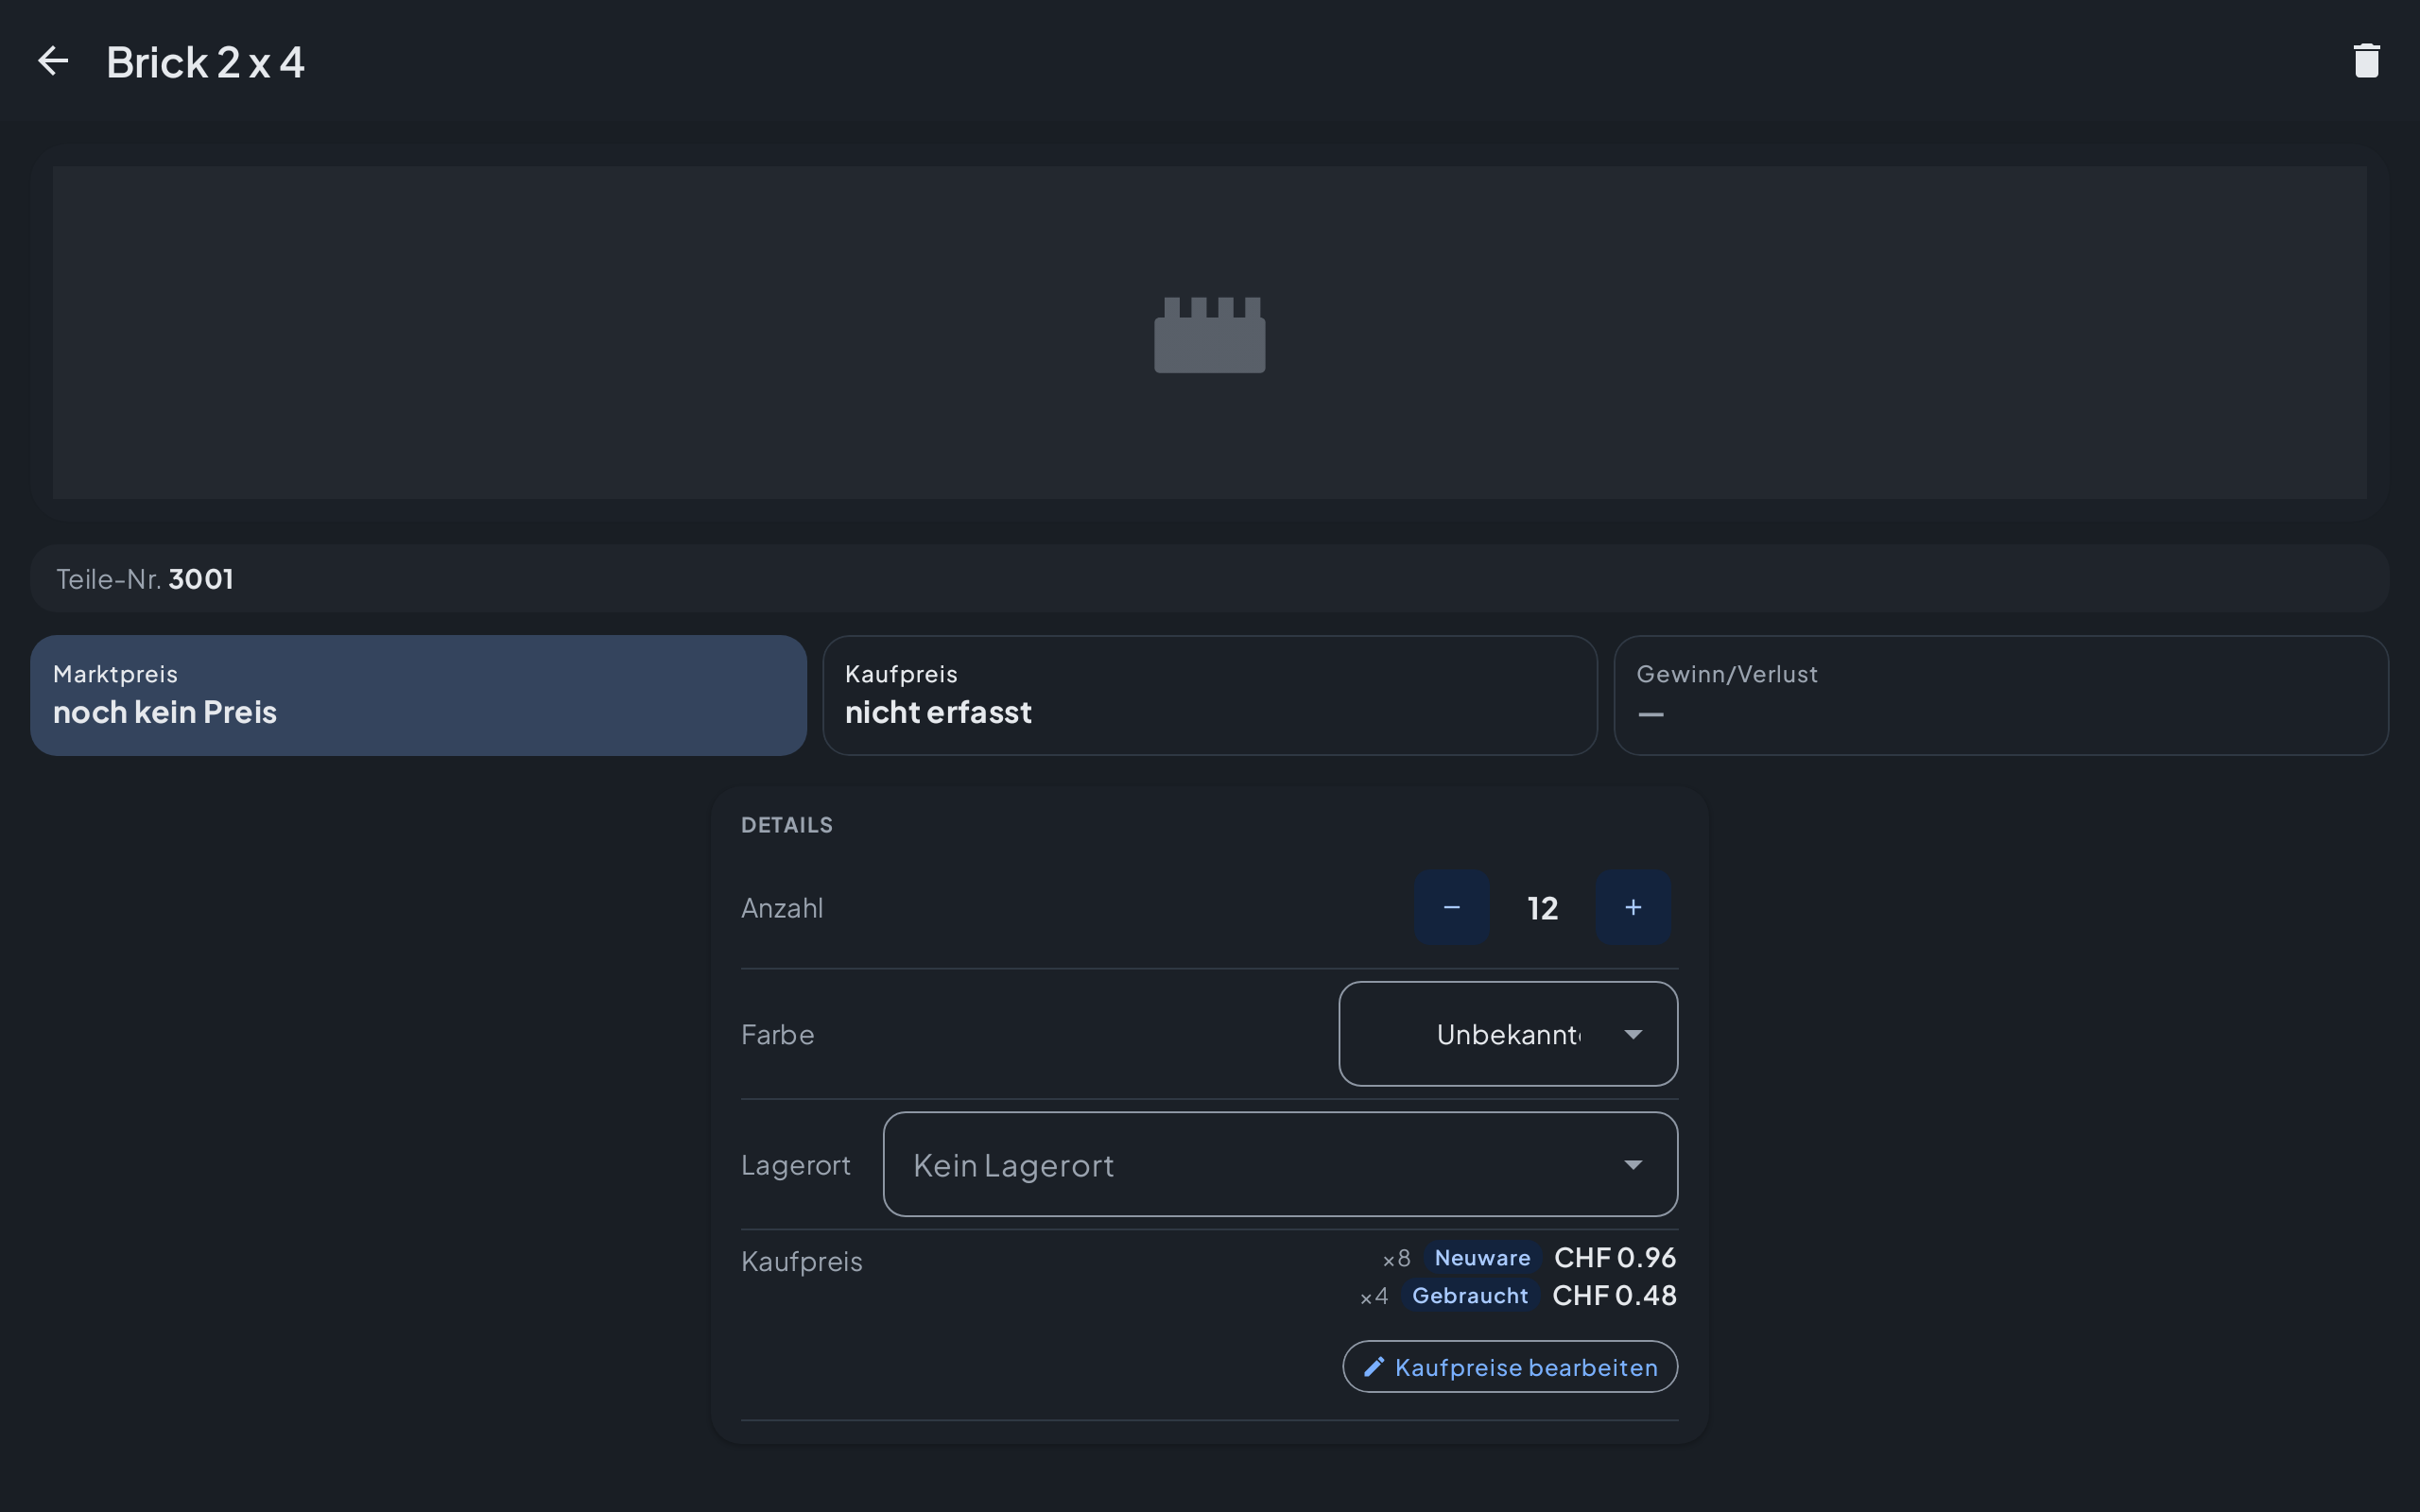 Brick 2 x 4
Teile-Nr. 3001
Marktpreis
noch kein Preis
Kaufpreis
nicht erfasst
Gewinn/Verlust
—
DETAILS
Anzahl
− 12 +
Farbe
Unbekannte
Lagerort
Kein Lagerort
Kaufpreis
×8 Neuware CHF 0.96
×4 Gebraucht CHF 0.48
Kaufpreise bearbeiten